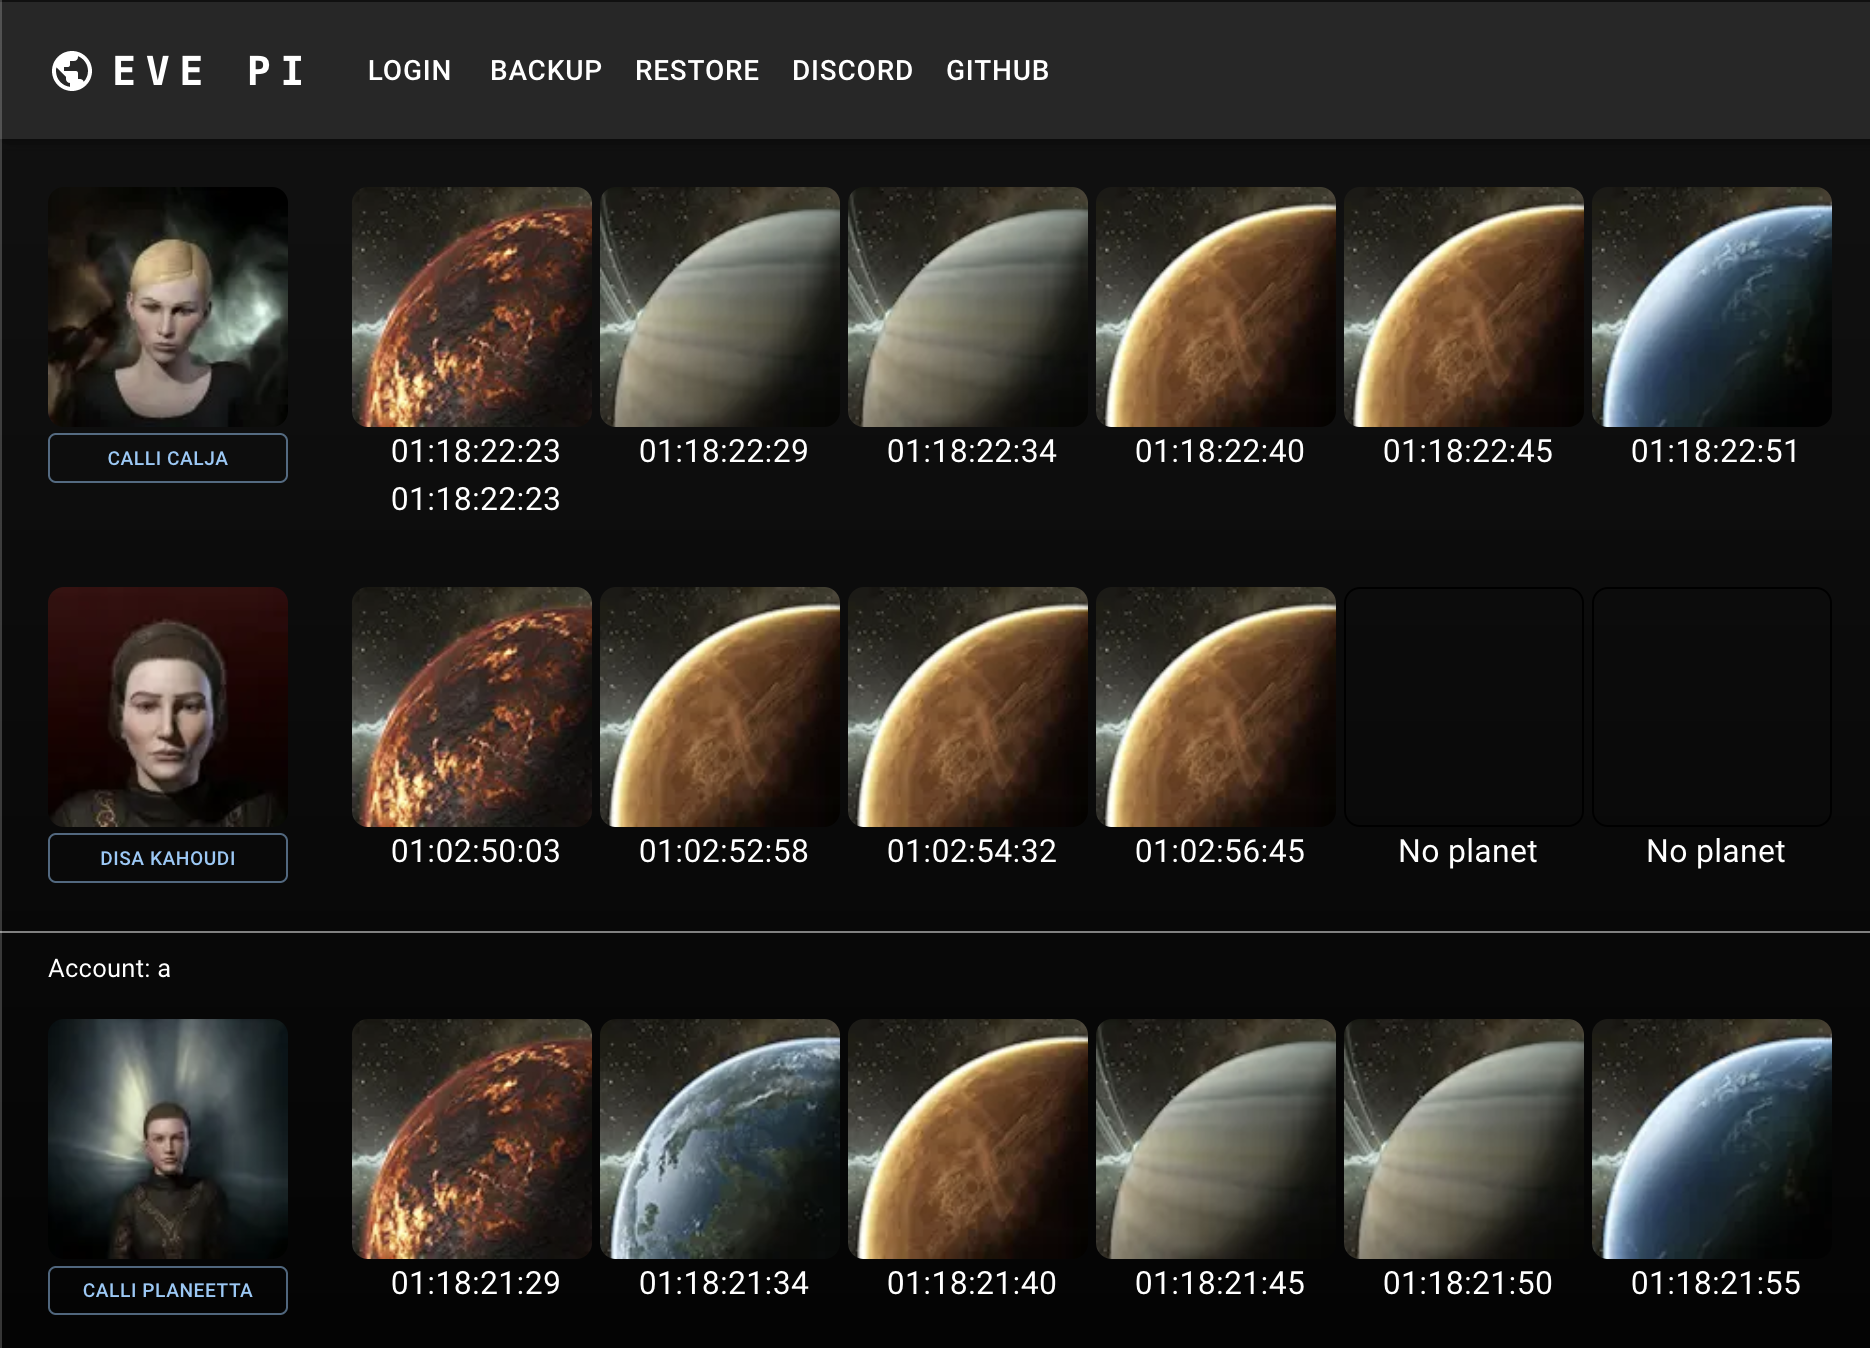 EVE PI LOGIN BACKUP RESTORE DISCORD GITHUB
01:18:22:23 01:18:22:29 01:18:22:34 01:18:22:40 01:18:22:45 01:18:22:51
CALLI CALJA
01:18:22:23
01:02:50:03 01:02:52:58 01:02:54:32 01:02:56:45 No planet No planet
DISA KAHOUDI
Account: a
01:18:21:29 01:18:21:34 01:18:21:40 01:18:21:45 01:18:21:50 01:18:21:55
CALLI PLANEETTA